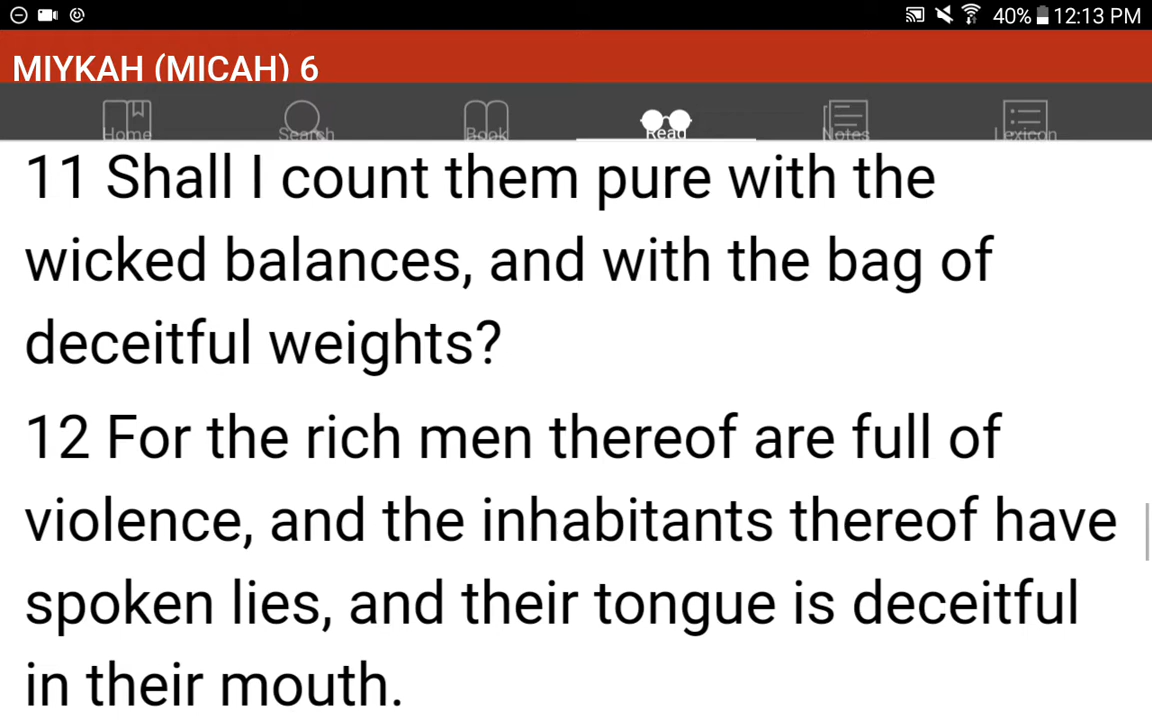 40% 12:13 PM
MIYKAH (MICAH) 6
Home Search Book Read Notes Lexicon
11 Shall I count them pure with the
wicked balances, and with the bag of
deceitful weights?
12 For the rich men thereof are full of
violence, and the inhabitants thereof have
spoken lies, and their tongue is deceitful
in their mouth.